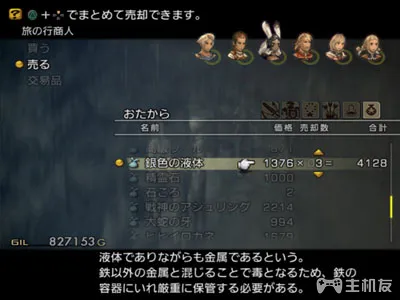 ?+✥でまとめて売却できます。
旅の行商人
買う
売る
交易品
おたから
名前 価格 売却数 合計
銀色の液体 1376× 3= 4128
精霊石 1000
石ころ 2
戦神のアシュリンダ 2214
大蛇の牙 994
GIL 827153G
液体でありながらも金属であるという。
鉄以外の金属と混じることで毒となるため、鉄の
容器にいれ厳重に保管する必要がある。
主机友